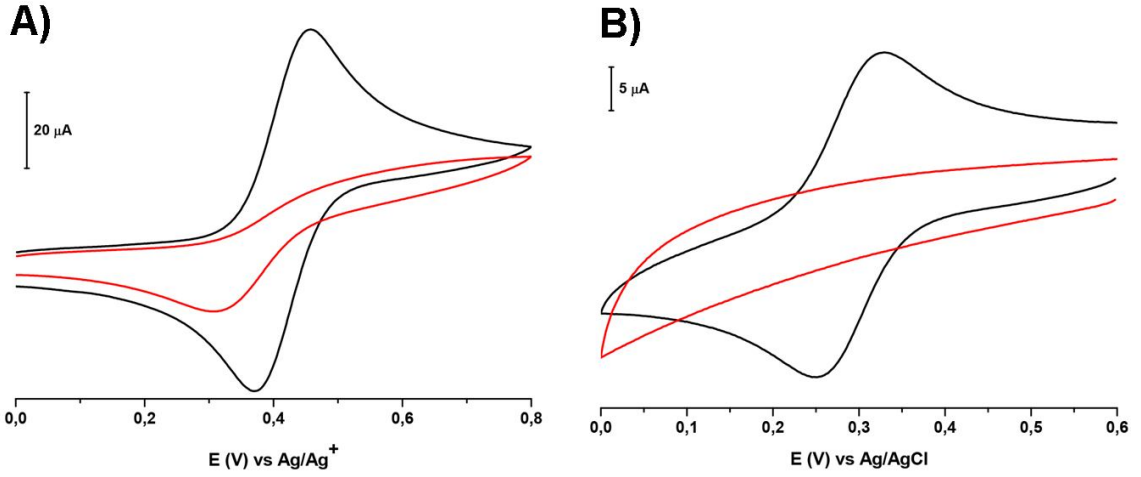 A)
B)
20 μA
5 μA
0,0 0,2 0,4 0,6 0,8
0,0 0,1 0,2 0,3 0,4 0,5 0,6
E (V) vs Ag/Ag⁺
E (V) vs Ag/AgCl